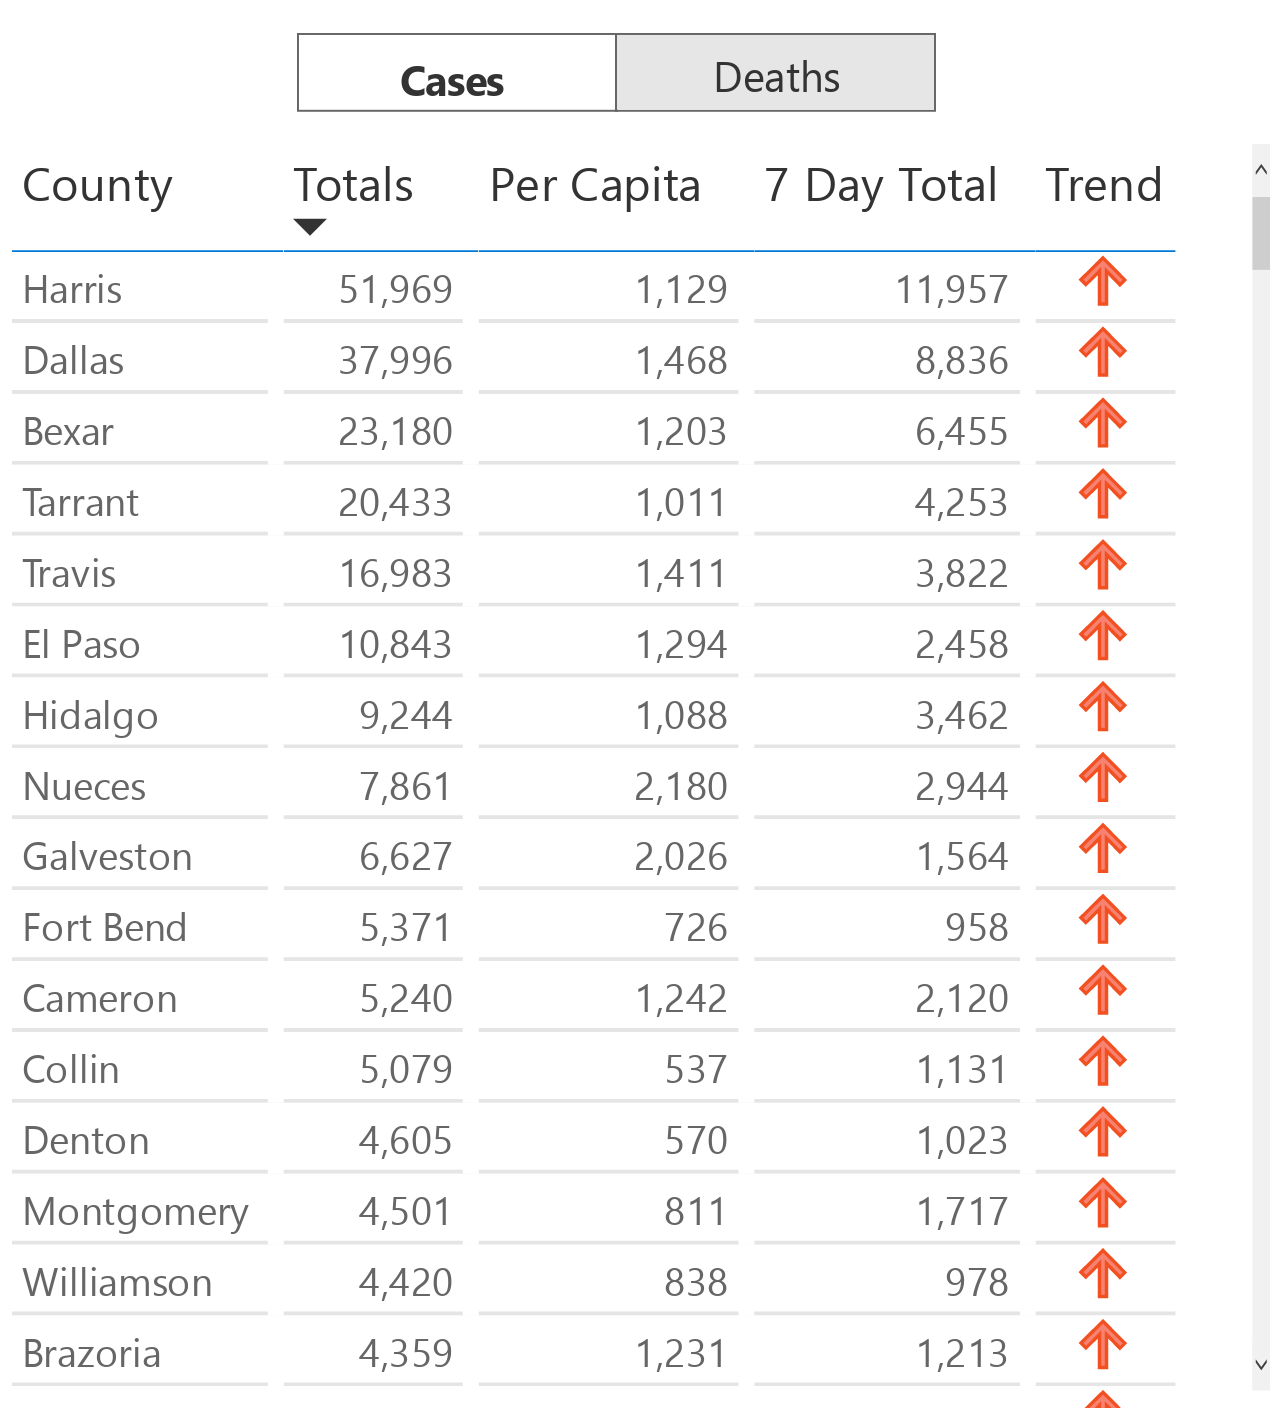 Cases Deaths
County Totals Per Capita 7 Day Total Trend
Harris 51,969 1,129 11,957
Dallas 37,996 1,468 8,836
Bexar 23,180 1,203 6,455
Tarrant 20,433 1,011 4,253
Travis 16,983 1,411 3,822
El Paso 10,843 1,294 2,458
Hidalgo 9,244 1,088 3,462
Nueces 7,861 2,180 2,944
Galveston 6,627 2,026 1,564
Fort Bend 5,371 726 958
Cameron 5,240 1,242 2,120
Collin 5,079 537 1,131
Denton 4,605 570 1,023
Montgomery 4,501 811 1,717
Williamson 4,420 838 978
Brazoria 4,359 1,231 1,213